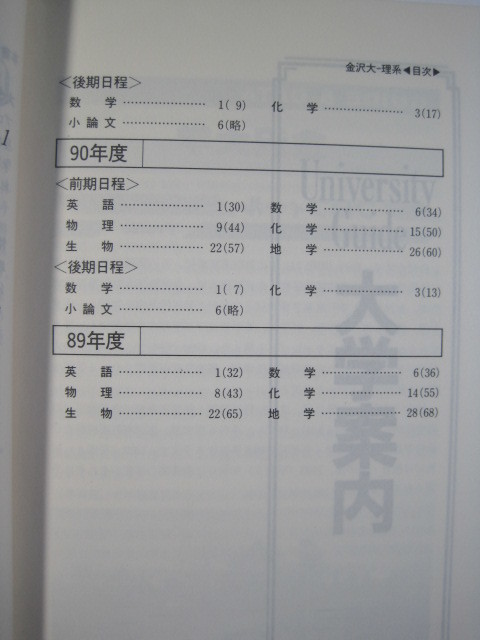 金沢大-理系◀目次▶
＜後期日程＞
数学 …………………… 1( 9) 化学 …………………… 3(17)
小論文 …………………… 6(略)
90年度
＜前期日程＞
英語 …………………… 1(30) 数学 …………………… 6(34)
物理 …………………… 9(44) 化学 …………………… 15(50)
生物 …………………… 22(57) 地学 …………………… 26(60)
＜後期日程＞
数学 …………………… 1( 7) 化学 …………………… 3(13)
小論文 …………………… 6(略)
89年度
英語 …………………… 1(32) 数学 …………………… 6(36)
物理 …………………… 8(43) 化学 …………………… 14(55)
生物 …………………… 22(65) 地学 …………………… 28(68)
University
Guide
大学案内
1